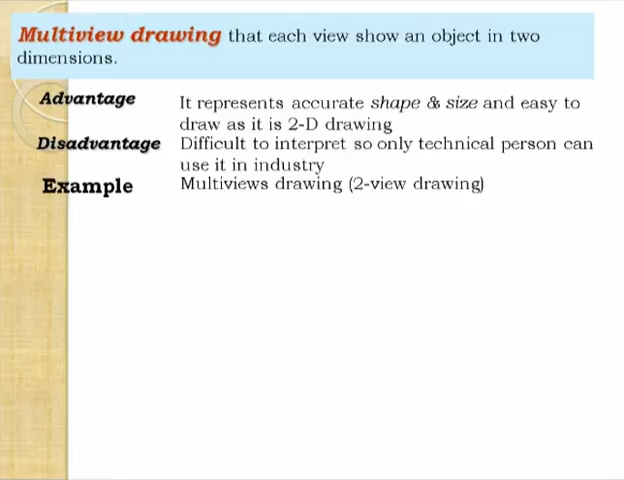 Multiview drawing that each view show an object in two
dimensions.
Advantage
It represents accurate shape & size and easy to
draw as it is 2-D drawing
Disadvantage
Difficult to interpret so only technical person can
use it in industry
Example
Multiviews drawing (2-view drawing)